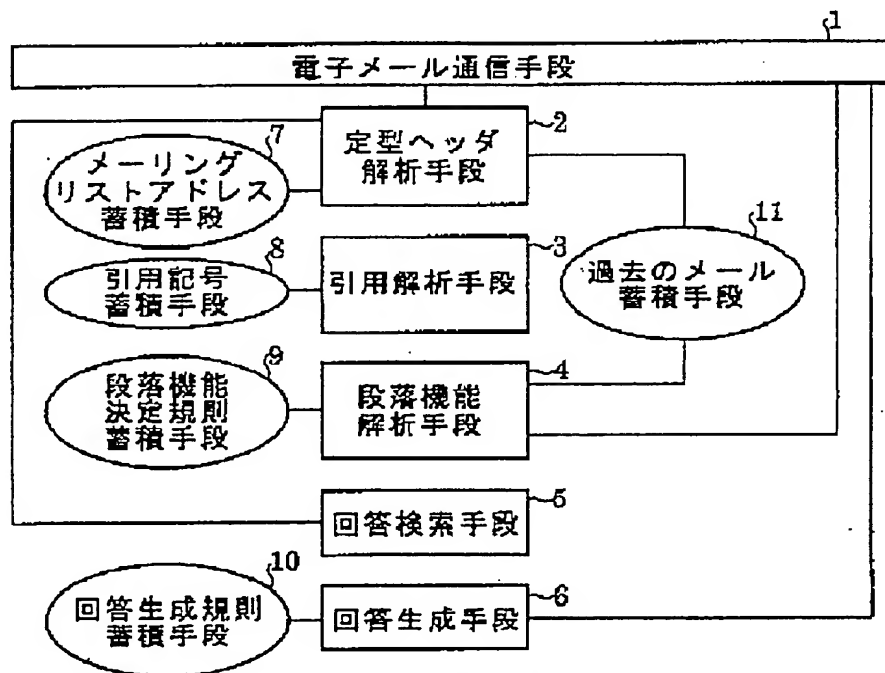 1
電子メール通信手段
2
定型ヘッダ
解析手段
7
メーリング
リストアドレス
蓄積手段
11
過去のメール
蓄積手段
3
引用解析手段
8
引用記号
蓄積手段
4
段落機能
解析手段
9
段落機能
決定規則
蓄積手段
5
回答検索手段
6
回答生成手段
10
回答生成規則
蓄積手段